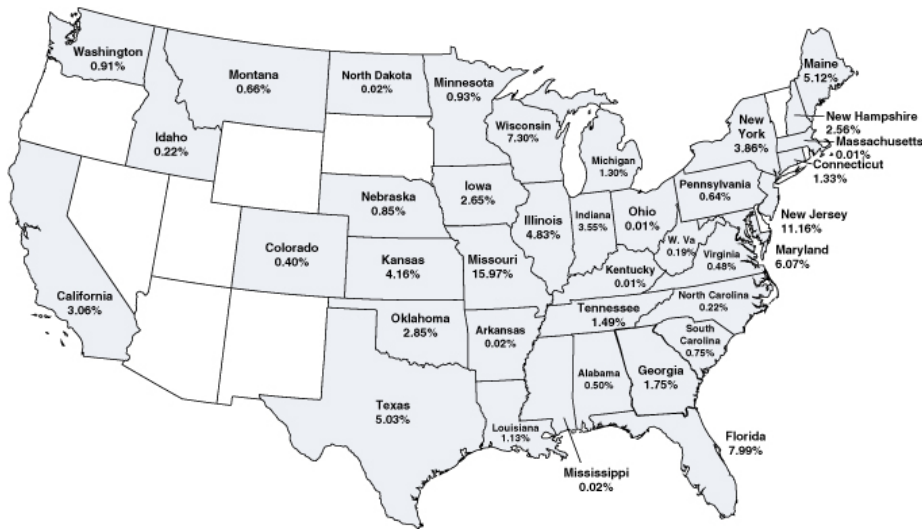 Washington
0.91%
Montana
0.66%
North Dakota
0.02%
Minnesota
0.93%
Idaho
0.22%
Wisconsin
7.30%
Michigan
1.30%
Maine
5.12%
New
York
3.86%
New Hampshire
2.56%
Massachusetts
0.01%
Connecticut
1.33%
Nebraska
0.85%
Iowa
2.65%
Illinois
4.83%
Indiana
3.55%
Ohio
0.01%
Pennsylvania
0.64%
New Jersey
11.16%
Maryland
6.07%
Colorado
0.40%
Kansas
4.16%
Missouri
15.97%
Kentucky
0.01%
W. Va
0.19%
Virginia
0.48%
California
3.06%
Oklahoma
2.85%
Arkansas
0.02%
Tennessee
1.49%
North Carolina
0.22%
South
Carolina
0.75%
Texas
5.03%
Louisiana
1.13%
Mississippi
0.02%
Alabama
0.50%
Georgia
1.75%
Florida
7.99%